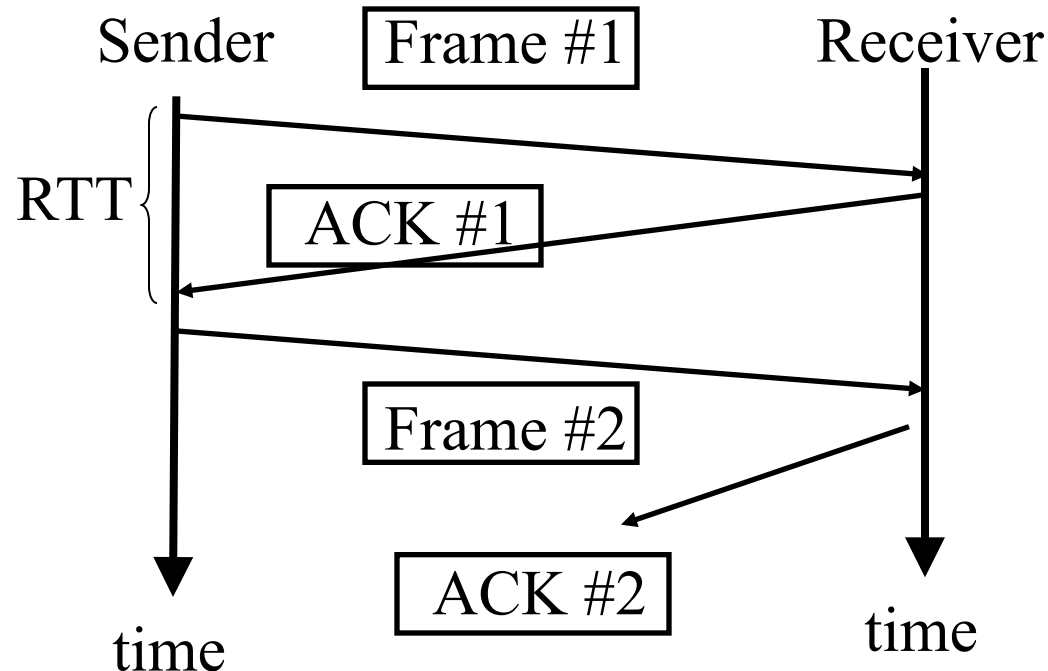 Sender
Frame #1
Receiver
RTT
ACK #1
Frame #2
ACK #2
time
time